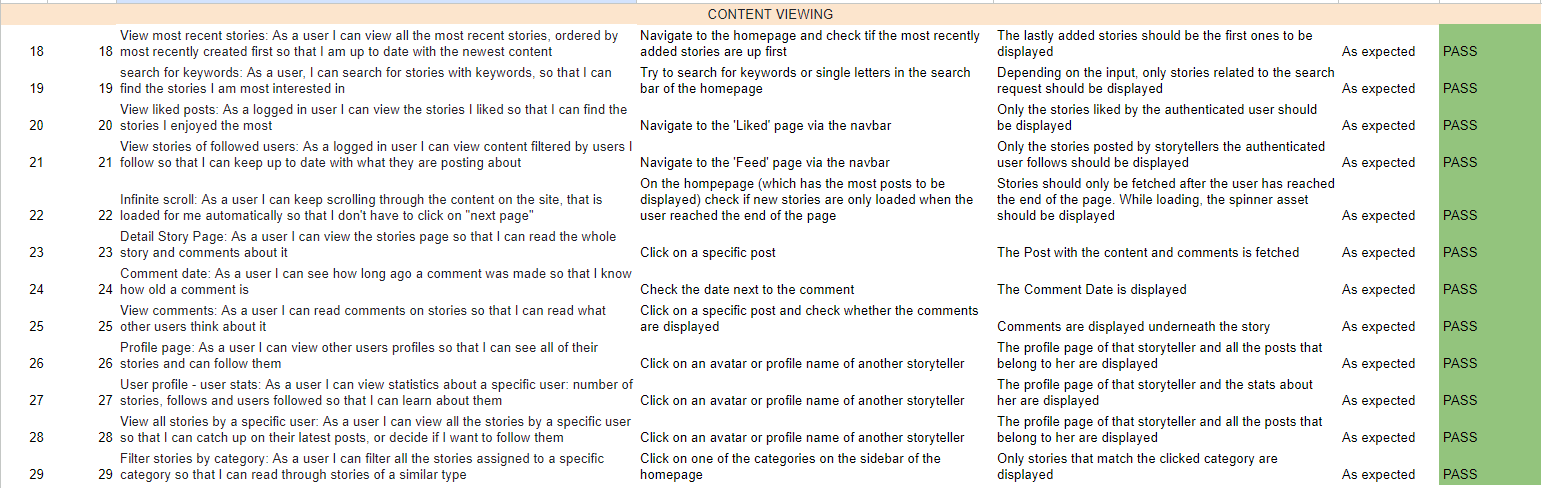 CONTENT VIEWING
18 18 View most recent stories: As a user I can view all the most recent stories, ordered by most recently created first so that I am up to date with the newest content Navigate to the homepage and check tif the most recently added stories are up first The lastly added stories should be the first ones to be displayed As expected PASS
19 19 search for keywords: As a user, I can search for stories with keywords, so that I can find the stories I am most interested in Try to search for keywords or single letters in the search bar of the homepage Depending on the input, only stories related to the search request should be displayed As expected PASS
20 20 View liked posts: As a logged in user I can view the stories I liked so that I can find the stories I enjoyed the most Navigate to the 'Liked' page via the navbar Only the stories liked by the authenticated user should be displayed As expected PASS
21 21 View stories of followed users: As a logged in user I can view content filtered by users I follow so that I can keep up to date with what they are posting about Navigate to the 'Feed' page via the navbar Only the stories posted by storytellers the authenticated user follows should be displayed As expected PASS
22 22 Infinite scroll: As a user I can keep scrolling through the content on the site, that is loaded for me automatically so that I don't have to click on "next page" On the hompepage (which has the most posts to be displayed) check if new stories are only loaded when the user reached the end of the page Stories should only be fetched after the user has reached the end of the page. While loading, the spinner asset should be displayed As expected PASS
23 23 Detail Story Page: As a user I can view the stories page so that I can read the whole story and comments about it Click on a specific post The Post with the content and comments is fetched As expected PASS
24 24 Comment date: As a user I can see how long ago a comment was made so that I know how old a comment is Check the date next to the comment The Comment Date is displayed As expected PASS
25 25 View comments: As a user I can read comments on stories so that I can read what other users think about it Click on a specific post and check whether the comments are displayed Comments are displayed underneath the story As expected PASS
26 26 Profile page: As a user I can view other users profiles so that I can see all of their stories and can follow them Click on an avatar or profile name of another storyteller The profile page of that storyteller and all the posts that belong to her are displayed As expected PASS
27 27 User profile - user stats: As a user I can view statistics about a specific user: number of stories, follows and users followed so that I can learn about them Click on an avatar or profile name of another storyteller The profile page of that storyteller and the stats about her are displayed As expected PASS
28 28 View all stories by a specific user: As a user I can view all the stories by a specific user so that I can catch up on their latest posts, or decide if I want to follow them Click on an avatar or profile name of another storyteller The profile page of that storyteller and all the posts that belong to her are displayed As expected PASS
29 29 Filter stories by category: As a user I can filter all the stories assigned to a specific category so that I can read through stories of a similar type Click on one of the categories on the sidebar of the homepage Only stories that match the clicked category are displayed As expected PASS